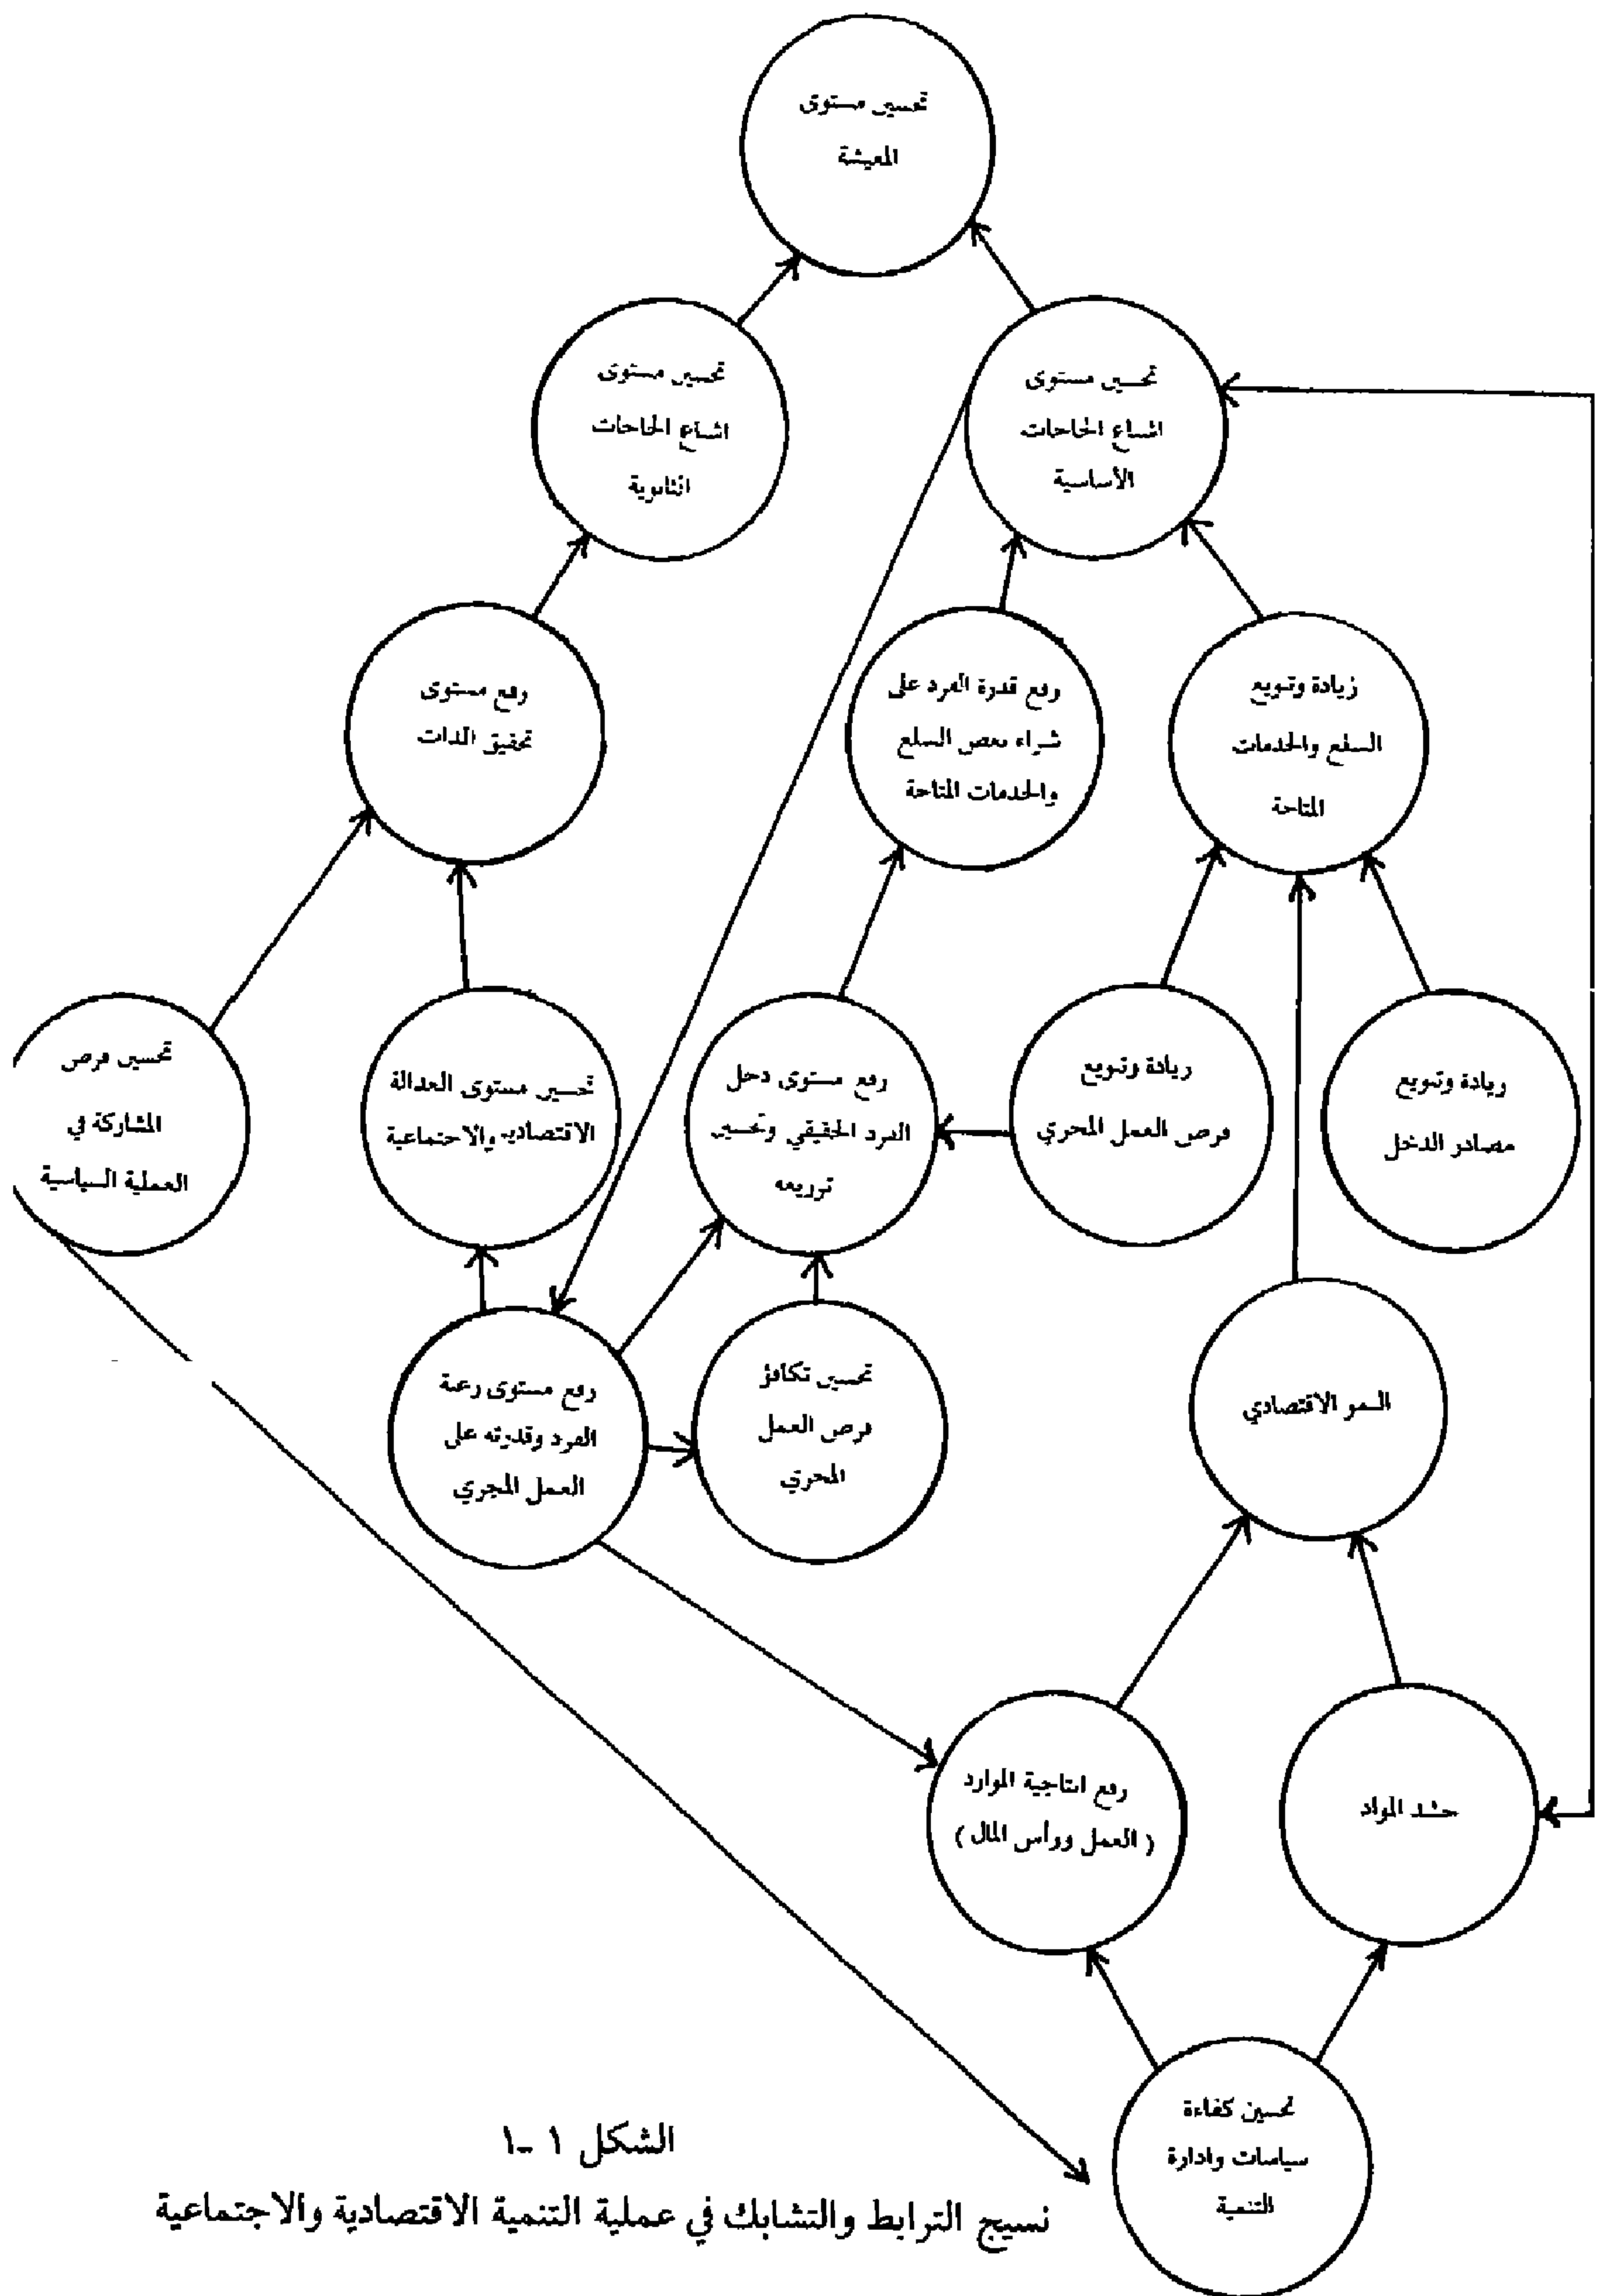 تحسين مستوى
المعيشة
تحسين مستوى
اشباع الحاجات
الأساسية
تحسين مستوى
اشباع الحاجات
الثانوية
زيادة وتنويع
السلع والخدمات
المتاحة
رفع قدرة الفرد على
شراء بعض السلع
والخدمات المتاحة
رفع مستوى
تحقيق الذات
زيادة وتنويع
مصادر الدخل
زيادة وتنويع
فرص العمل المجزي
رفع مستوى دخل
الفرد الحقيقي وتحسين
توزيعه
تحسين مستوى العدالة
الاقتصادية والاجتماعية
تحسين فرص
المشاركة في
العملية السياسية
النمو الاقتصادي
تحسين تكافؤ
فرص العمل
المجزي
رفع مستوى رغبة
الفرد وقدرته على
العمل المجزي
حشد المواد
رفع انتاجية الموارد
( العمل ورأس المال )
تحسين كفاءة
سياسات وادارة
التنمية
الشكل ١ -١
نسيج الترابط والتشابك في عملية التنمية الاقتصادية والاجتماعية